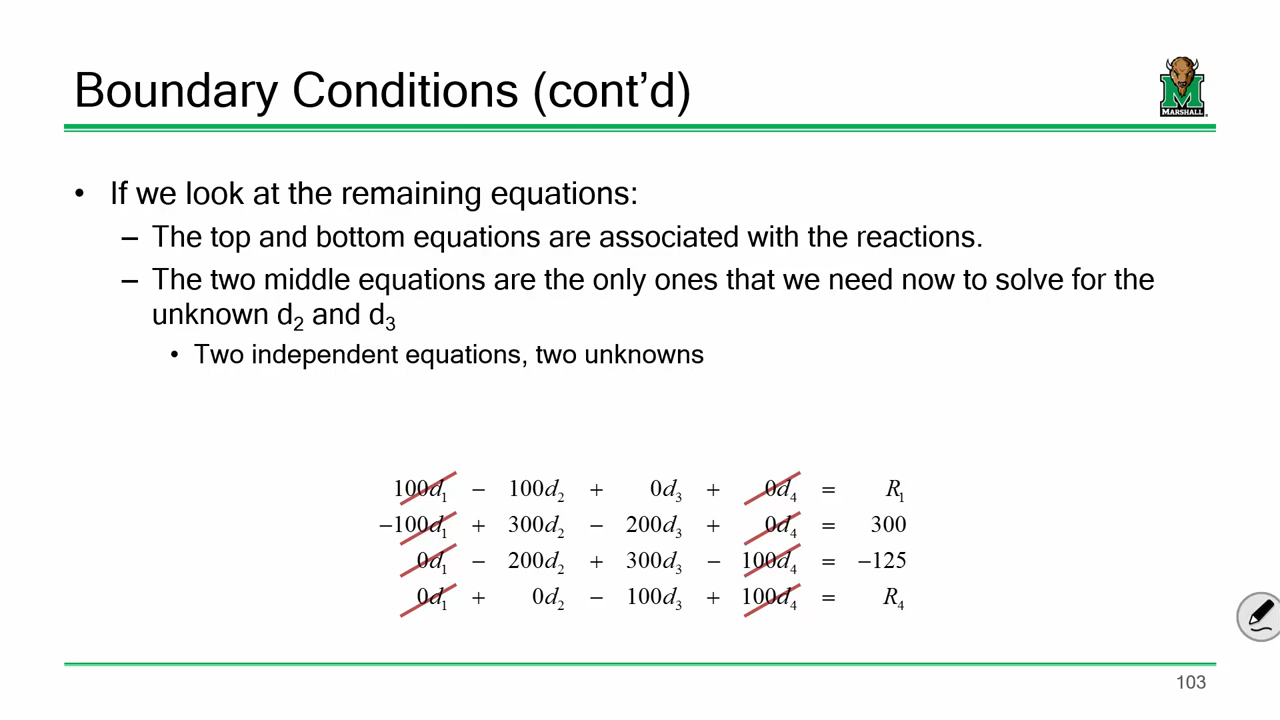 Boundary Conditions (cont’d)
MARSHALL
• If we look at the remaining equations:
– The top and bottom equations are associated with the reactions.
– The two middle equations are the only ones that we need now to solve for the
unknown d₂ and d₃
• Two independent equations, two unknowns
100d₁ − 100d₂ + 0d₃ + 0d₄ = R₁
−100d₁ + 300d₂ − 200d₃ + 0d₄ = 300
0d₁ − 200d₂ + 300d₃ − 100d₄ = −125
0d₁ + 0d₂ − 100d₃ + 100d₄ = R₄
103